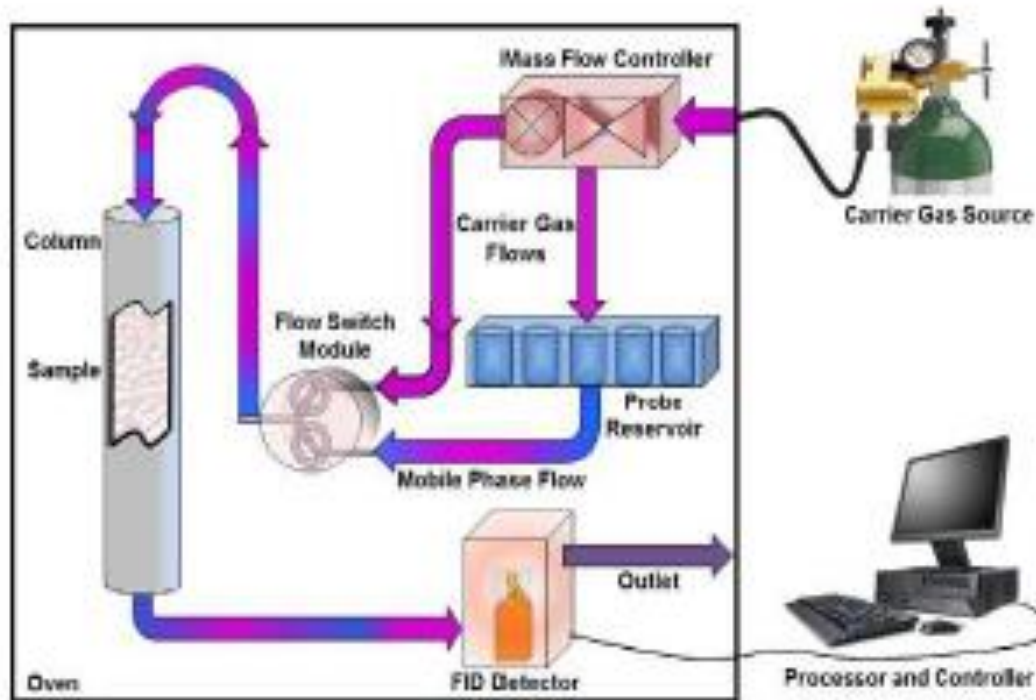 Mass Flow Controller
Carrier Gas Source
Column
Carrier Gas
Flows
Flow Switch
Module
Sample
Probe
Reservoir
Mobile Phase Flow
Outlet
Oven
FID Detector
Processor and Controller